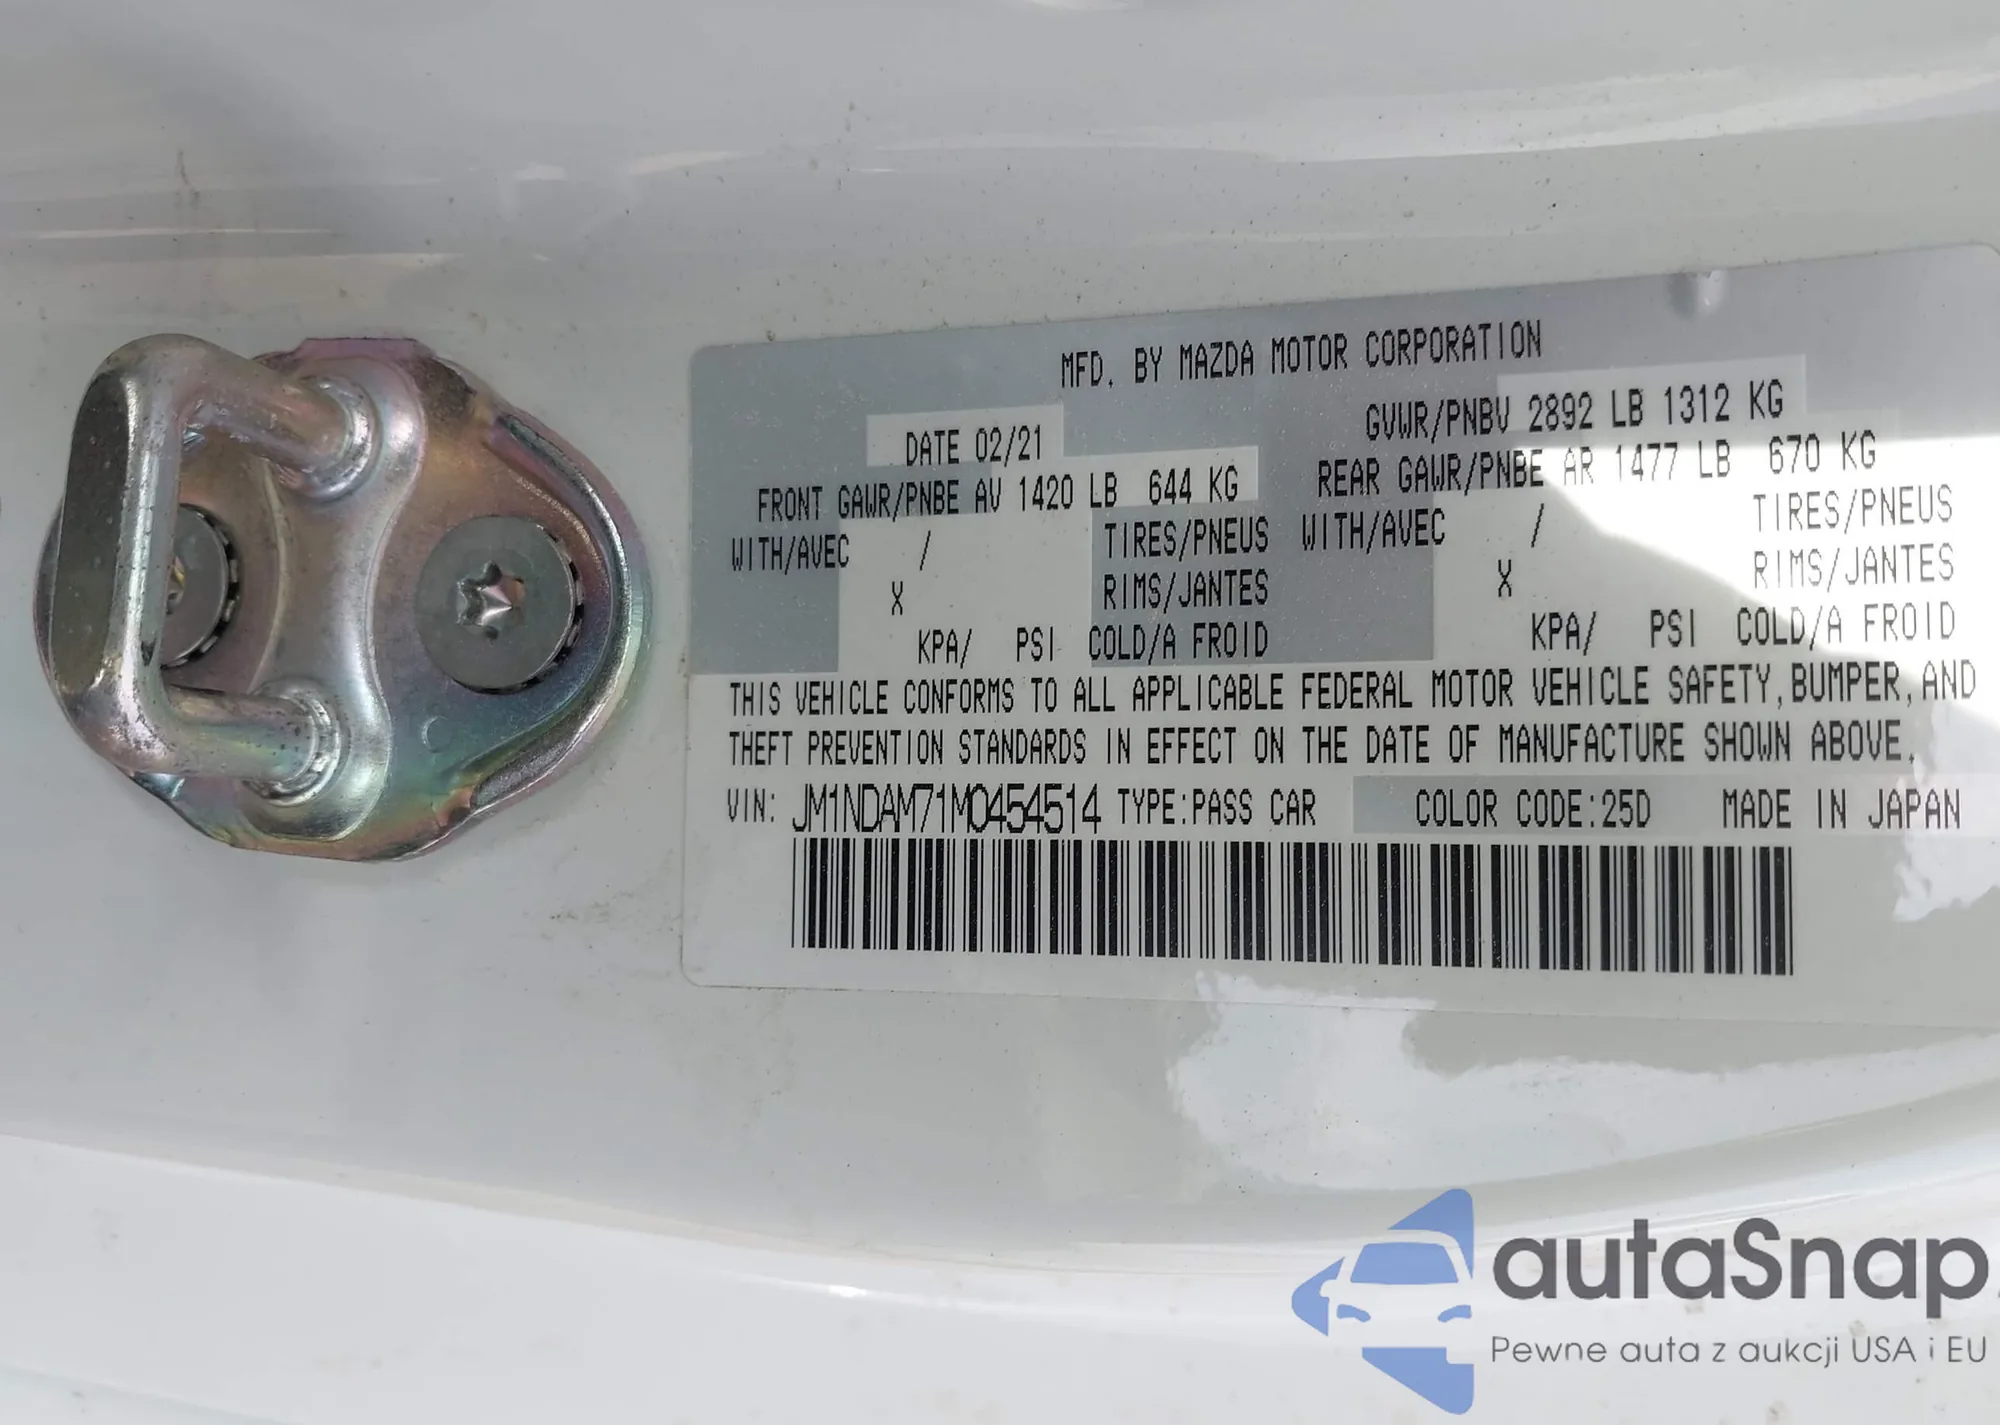 MFD. BY MAZDA MOTOR CORPORATION
DATE 02/21 GVWR/PNBV 2892 LB 1312 KG
FRONT GAWR/PNBE AV 1420 LB 644 KG REAR GAWR/PNBE AR 1477 LB 670 KG
WITH/AVEC / TIRES/PNEUS WITH/AVEC / TIRES/PNEUS
X RIMS/JANTES X RIMS/JANTES
KPA/ PSI COLD/A FROID KPA/ PSI COLD/A FROID
THIS VEHICLE CONFORMS TO ALL APPLICABLE FEDERAL MOTOR VEHICLE SAFETY, BUMPER, AND
THEFT PREVENTION STANDARDS IN EFFECT ON THE DATE OF MANUFACTURE SHOWN ABOVE.
VIN: JM1NDAM71M0454514 TYPE:PASS CAR COLOR CODE:25D MADE IN JAPAN
autaSnap.
Pewne auta z aukcji USA i EU